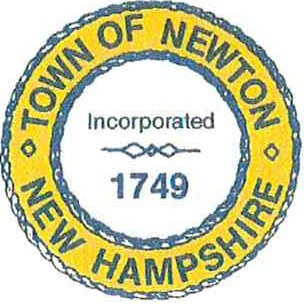 TOWN OF NEWTON
Incorporated
1749
NEW HAMPSHIRE